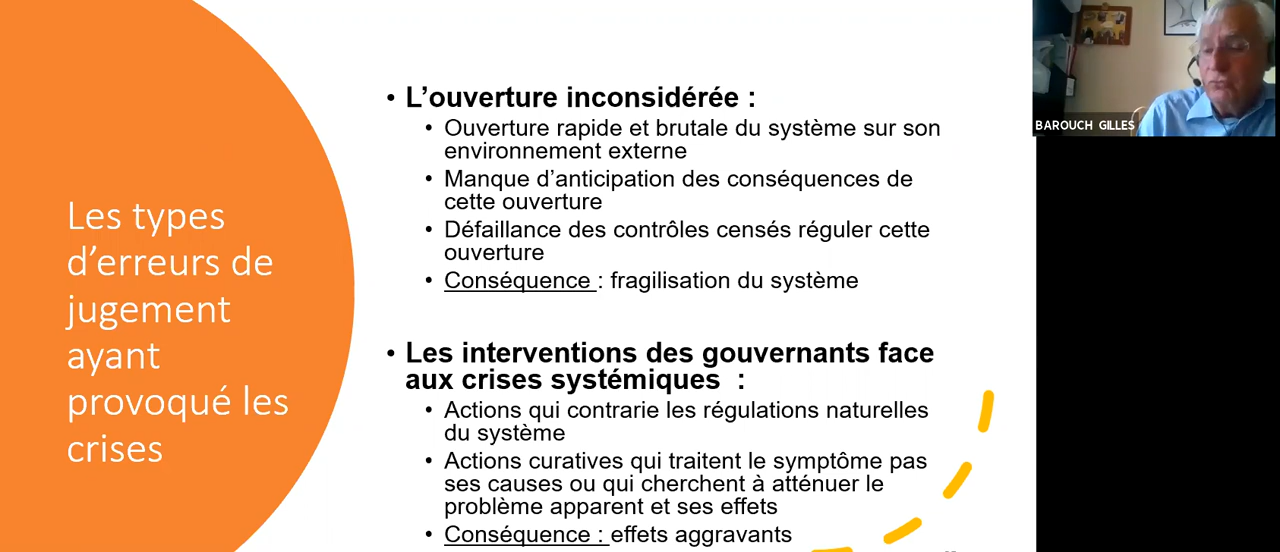 Les types
d’erreurs de
jugement
ayant
provoqué les
crises
• L’ouverture inconsidérée :
• Ouverture rapide et brutale du système sur son
environnement externe
• Manque d’anticipation des conséquences de
cette ouverture
• Défaillance des contrôles censés réguler cette
ouverture
• Conséquence : fragilisation du système
• Les interventions des gouvernants face
aux crises systémiques :
• Actions qui contrarie les régulations naturelles
du système
• Actions curatives qui traitent le symptôme pas
ses causes ou qui cherchent à atténuer le
problème apparent et ses effets
• Conséquence : effets aggravants
BAROUCH GILLES